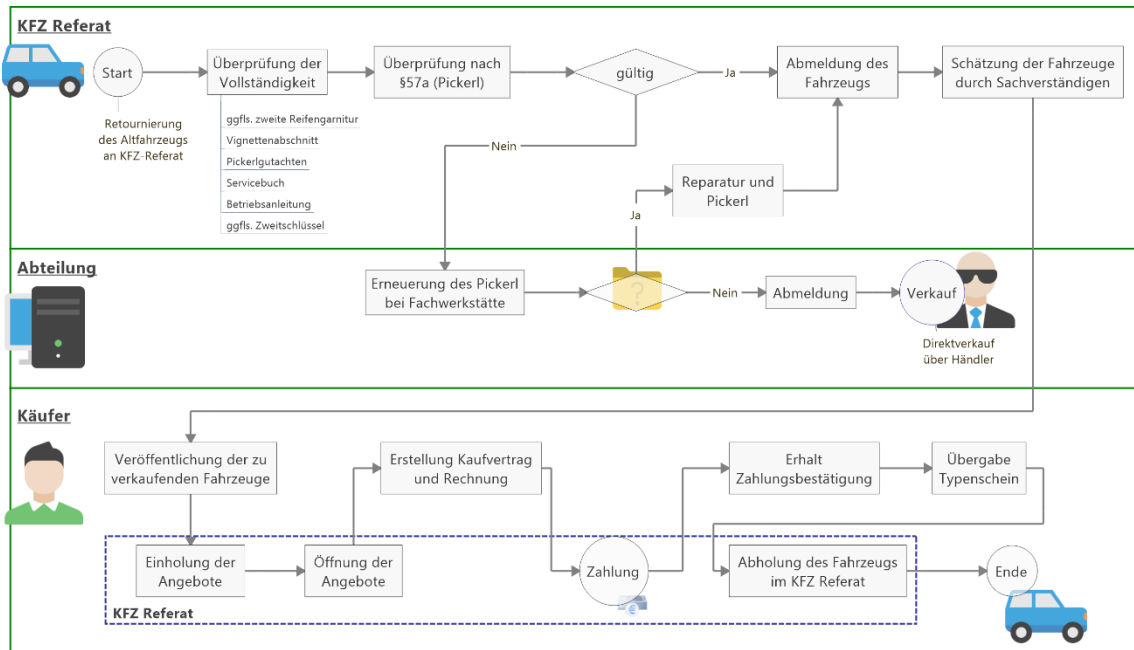 KFZ Referat
Start
Retournierung
des Altfahrzeugs
an KFZ-Referat
Überprüfung der
Vollständigkeit
ggfls. zweite Reifengarnitur
Vignettenabschnitt
Pickerlgutachten
Servicebuch
Betriebsanleitung
ggfls. Zweitschlüssel
Überprüfung nach
§57a (Pickerl)
gültig
Ja
Nein
Abmeldung des
Fahrzeugs
Schätzung der Fahrzeuge
durch Sachverständigen
Reparatur und
Pickerl
Ja
Abteilung
Erneuerung des Pickerl
bei Fachwerkstätte
?
Nein
Abmeldung
Verkauf
Direktverkauf
über Händler
Käufer
Veröffentlichung der zu
verkaufenden Fahrzeuge
Erstellung Kaufvertrag
und Rechnung
Erhalt
Zahlungsbestätigung
Übergabe
Typenschein
Einholung der
Angebote
Öffnung der
Angebote
Zahlung
€
Abholung des Fahrzeugs
im KFZ Referat
Ende
KFZ Referat